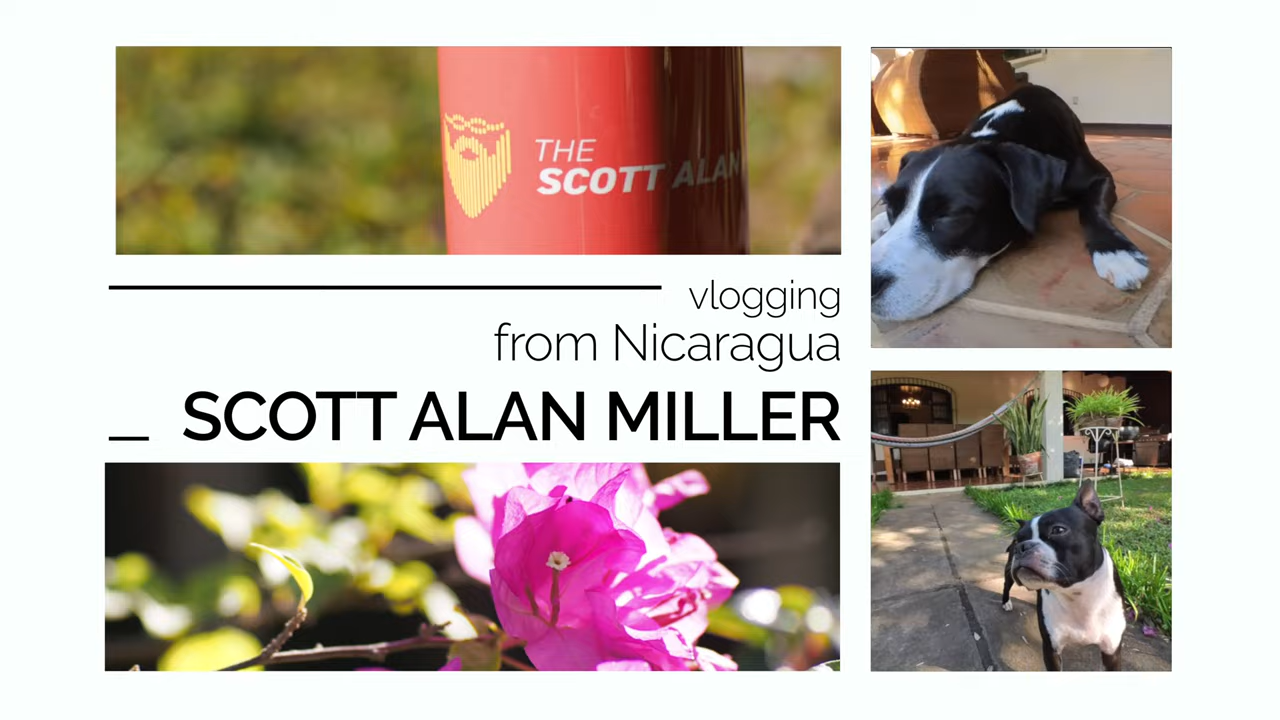 THE
SCOTT ALAN
vlogging
from Nicaragua
SCOTT ALAN MILLER